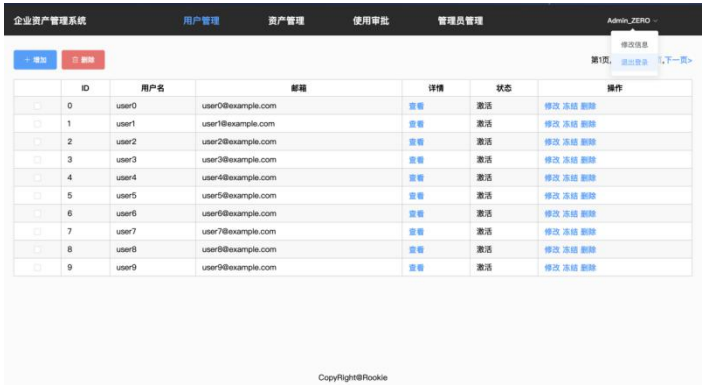 企业资产管理系统 用户管理 资产管理 使用审批 管理员管理 Admin_ZERO
修改信息
退出登录
+ 增加 删除 第1页, ,下一页>
ID 用户名 邮箱 详情 状态 操作
0 user0 user0@example.com 查看 激活 修改 冻结 删除
1 user1 user1@example.com 查看 激活 修改 冻结 删除
2 user2 user2@example.com 查看 激活 修改 冻结 删除
3 user3 user3@example.com 查看 激活 修改 冻结 删除
4 user4 user4@example.com 查看 激活 修改 冻结 删除
5 user5 user5@example.com 查看 激活 修改 冻结 删除
6 user6 user6@example.com 查看 激活 修改 冻结 删除
7 user7 user7@example.com 查看 激活 修改 冻结 删除
8 user8 user8@example.com 查看 激活 修改 冻结 删除
9 user9 user9@example.com 查看 激活 修改 冻结 删除
CopyRight@Rookie